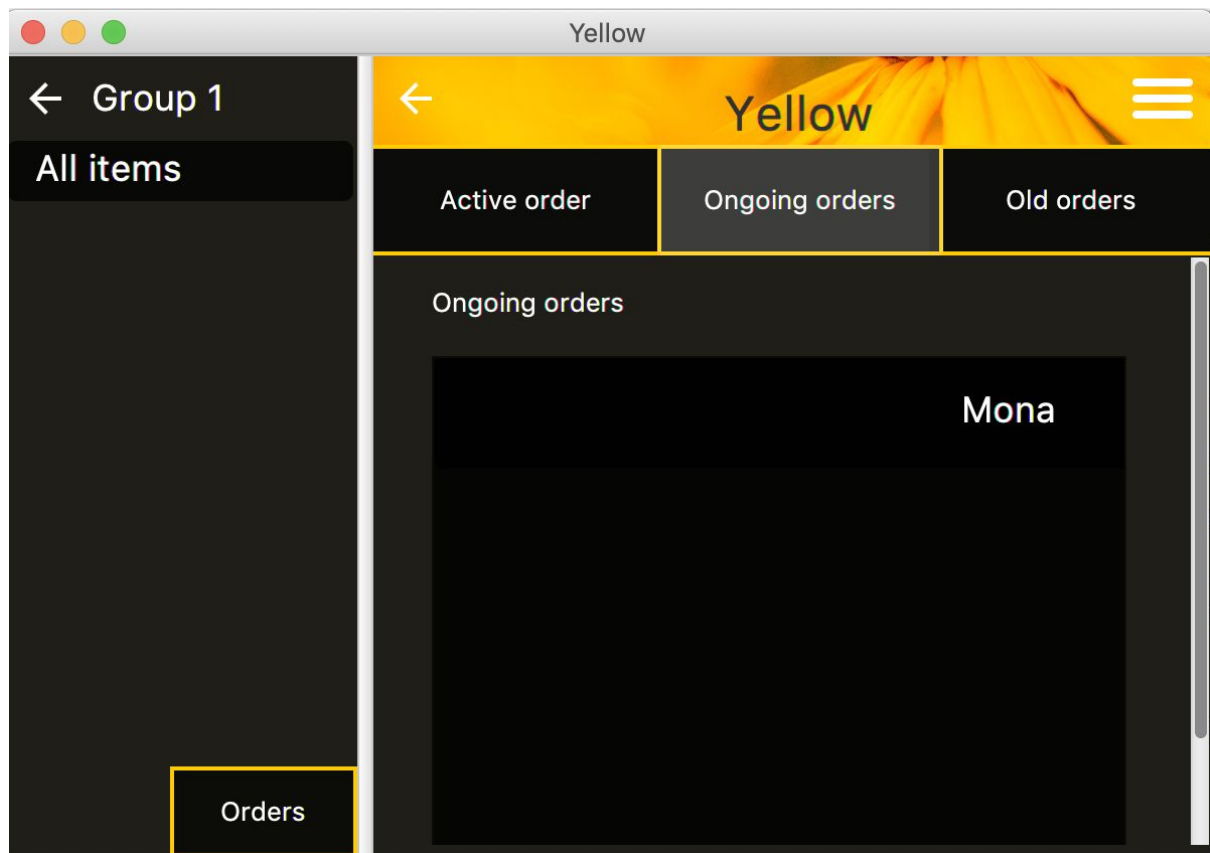 Yellow
Group 1
All items
Orders
Yellow
Active order
Ongoing orders
Old orders
Ongoing orders
Mona